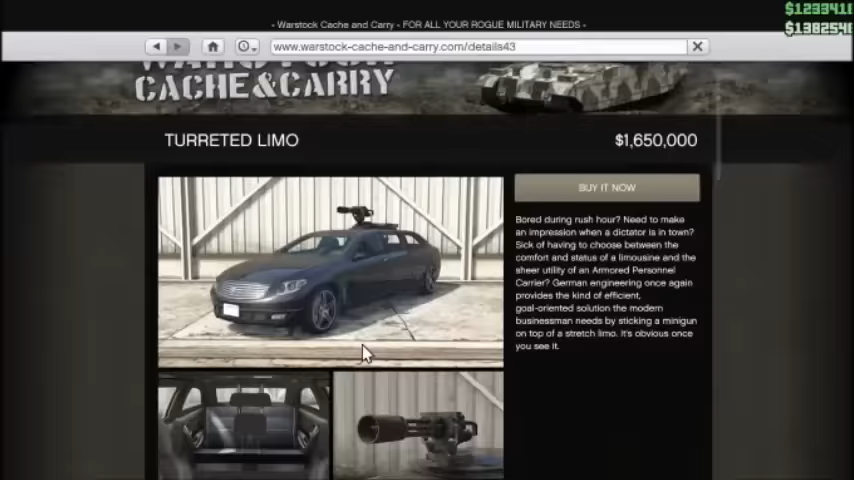 - Warstock Cache and Carry - FOR ALL YOUR ROGUE MILITARY NEEDS -
www.warstock-cache-and-carry.com/details43
CACHE&CARRY
TURRETED LIMO
$1,650,000
BUY IT NOW
Bored during rush hour? Need to make
an impression when a dictator is in town?
Sick of having to choose between the
comfort and status of a limousine and the
sheer utility of an Armored Personnel
Carrier? German engineering once again
provides the kind of efficient,
goal-oriented solution the modern
businessman needs by sticking a minigun
on top of a stretch limo. It's obvious once
you see it.